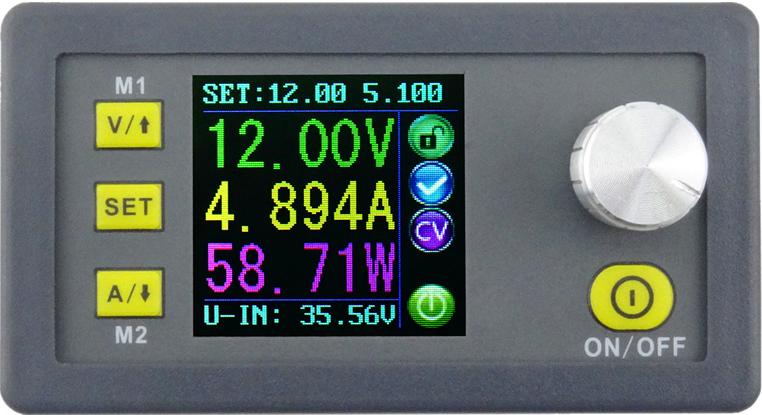 M1
V/⬆
SET
A/⬇
M2
SET:12.00 5.100
12.00V
4.894A
58.71W
U-IN: 35.56V
CV
ON/OFF